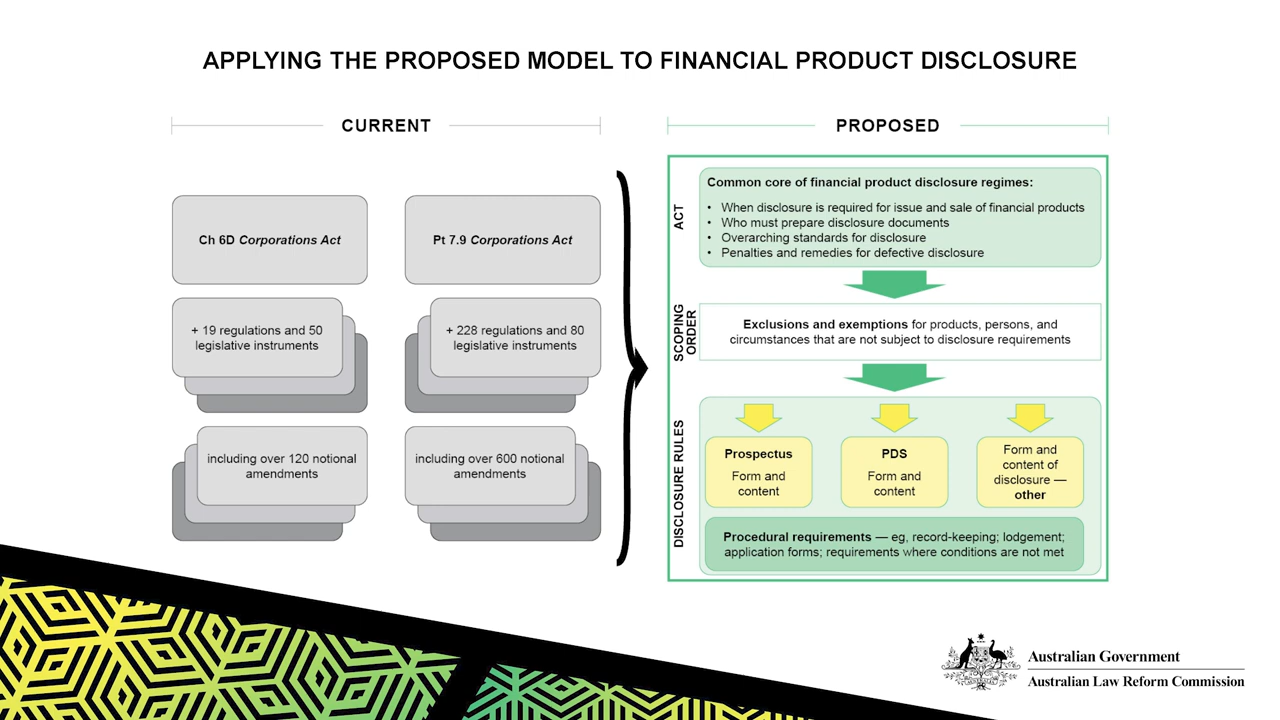 APPLYING THE PROPOSED MODEL TO FINANCIAL PRODUCT DISCLOSURE
CURRENT
Ch 6D Corporations Act
Pt 7.9 Corporations Act
+ 19 regulations and 50
legislative instruments
+ 228 regulations and 80
legislative instruments
including over 120 notional
amendments
including over 600 notional
amendments
PROPOSED
ACT
Common core of financial product disclosure regimes:
• When disclosure is required for issue and sale of financial products
• Who must prepare disclosure documents
• Overarching standards for disclosure
• Penalties and remedies for defective disclosure
SCOPING
ORDER
Exclusions and exemptions for products, persons, and
circumstances that are not subject to disclosure requirements
DISCLOSURE RULES
Prospectus
Form and
content
PDS
Form and
content
Form and
content of
disclosure —
other
Procedural requirements — eg, record-keeping; lodgement;
application forms; requirements where conditions are not met
Australian Government
Australian Law Reform Commission